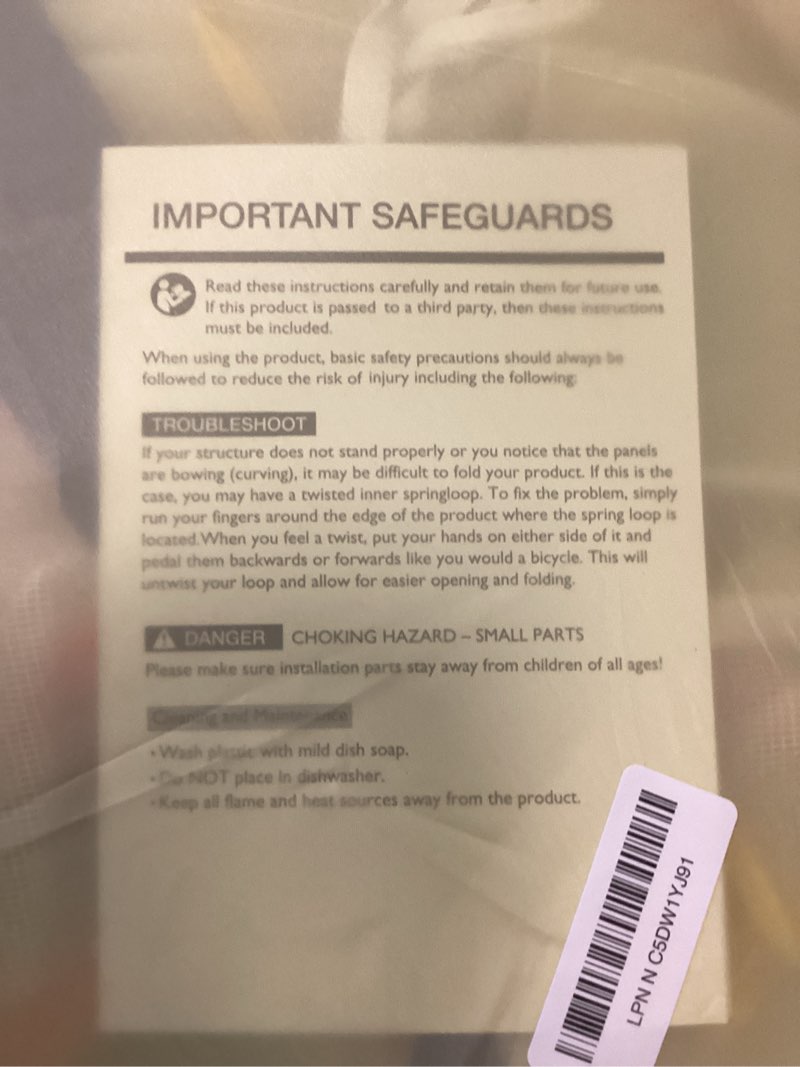 IMPORTANT SAFEGUARDS
Read these instructions carefully and retain them for future use.
If this product is passed to a third party, then these instructions
must be included.
When using the product, basic safety precautions should always be
followed to reduce the risk of injury including the following:
TROUBLESHOOT
If your structure does not stand properly or you notice that the panels
are bowing (curving), it may be difficult to fold your product. If this is the
case, you may have a twisted inner springloop. To fix the problem, simply
run your fingers around the edge of the product where the spring loop is
located.When you feel a twist, put your hands on either side of it and
pedal them backwards or forwards like you would a bicycle. This will
untwist your loop and allow for easier opening and folding.
DANGER CHOKING HAZARD – SMALL PARTS
Please make sure installation parts stay away from children of all ages!
Cleaning and Maintenance
• Wash plastic with mild dish soap.
• Do NOT place in dishwasher.
• Keep all flame and heat sources away from the product.
LPN N C5DW1YJ91